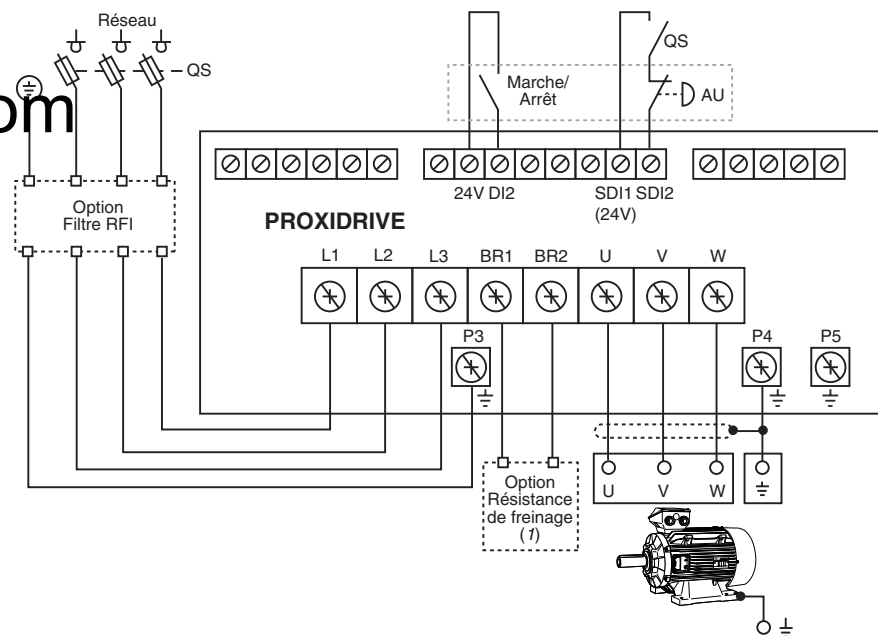 Réseau
QS
QS
Marche/
Arrêt
AU
om
Option
Filtre RFI
24V DI2
SDI1 SDI2
(24V)
PROXIDRIVE
L1 L2 L3 BR1 BR2 U V W
P3
P4
P5
Option
Résistance
de freinage
(1)
U V W